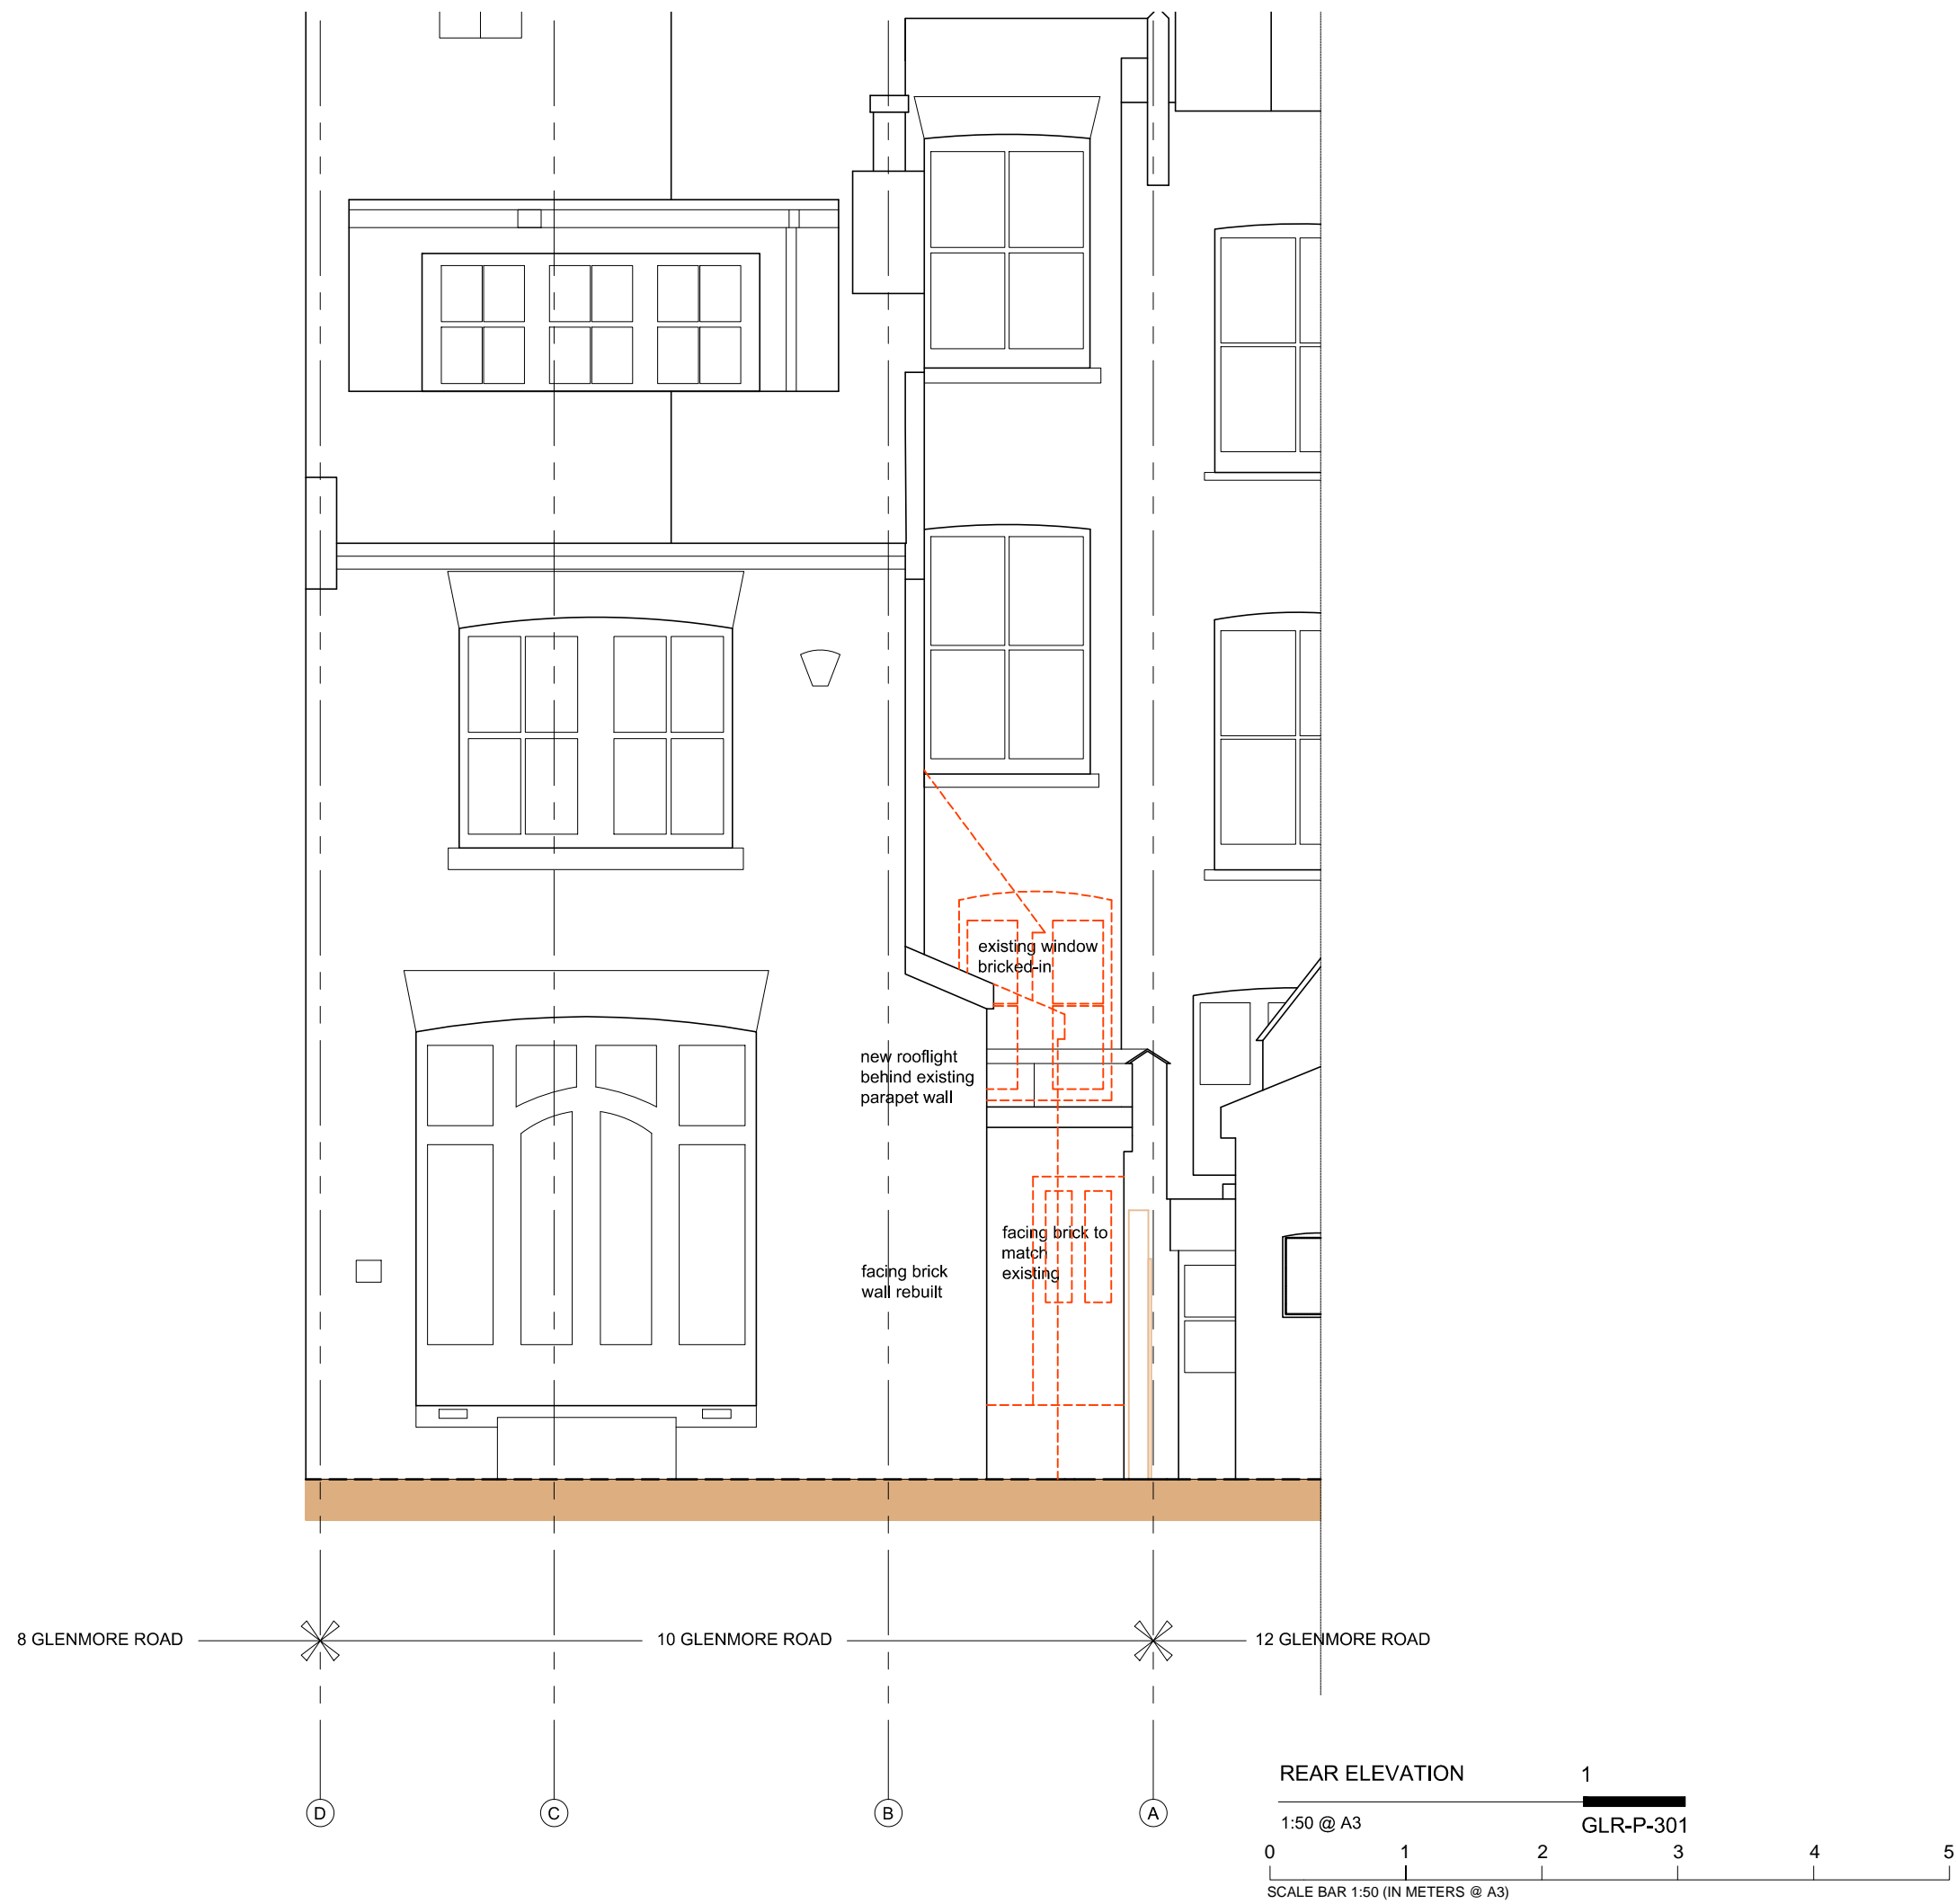 existing window
bricked-in
new rooflight
behind existing
parapet wall
facing brick to
match
existing
facing brick
wall rebuilt
8 GLENMORE ROAD
10 GLENMORE ROAD
12 GLENMORE ROAD
D
C
B
A
REAR ELEVATION 1
1:50 @ A3 GLR-P-301
0 1 2 3 4 5
SCALE BAR 1:50 (IN METERS @ A3)